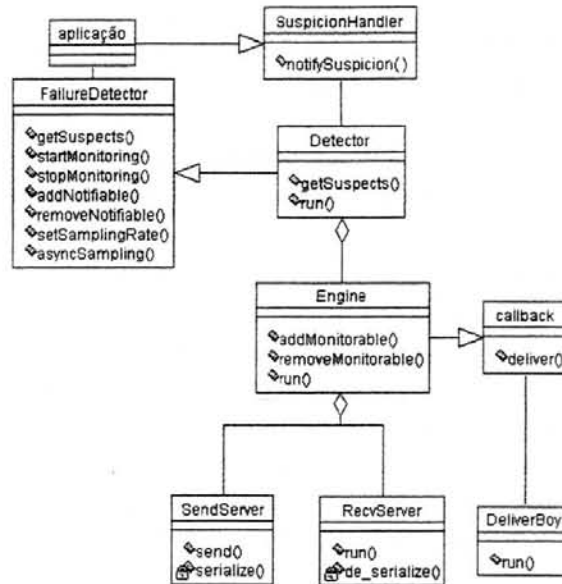 aplicação
SuspicionHandler
notifySuspicion( )
FailureDetector
getSuspects()
startMonitoring()
stopMonitoring()
addNotifiable()
removeNotifiable()
setSamplingRate()
asyncSampling()
Detector
getSuspects()
run()
Engine
addMonitorable()
removeMonitorable()
run()
callback
deliver()
SendServer
send()
serialize()
RecvServer
run()
de_serialize()
DeliverBoy
run()